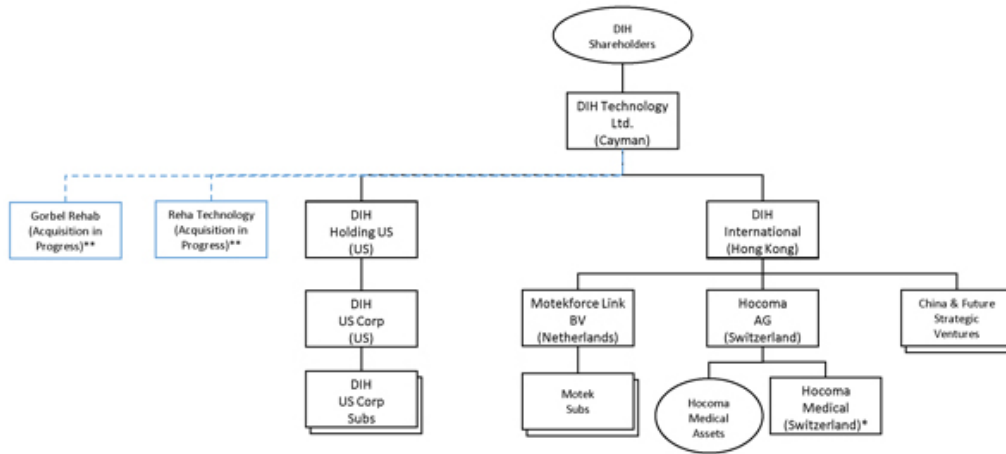 DIH
Shareholders
DIH Technology
Ltd.
(Cayman)
Gorbel Rehab
(Acquisition in
Progress)**
Reha Technology
(Acquisition in
Progress)**
DIH
Holding US
(US)
DIH
International
(Hong Kong)
DIH
US Corp
(US)
Motekforce Link
BV
(Netherlands)
Hocoma
AG
(Switzerland)
China & Future
Strategic
Ventures
DIH
US Corp
Subs
Motek
Subs
Hocoma
Medical
Assets
Hocoma
Medical
(Switzerland)*